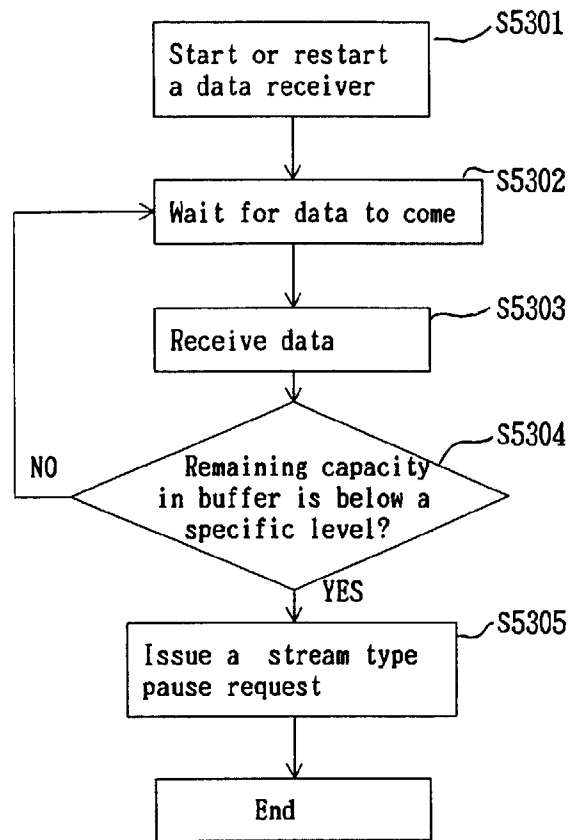 S5301
Start or restart
a data receiver
S5302
Wait for data to come
S5303
Receive data
S5304
Remaining capacity
in buffer is below a
specific level?
NO
YES
S5305
Issue a stream type
pause request
End